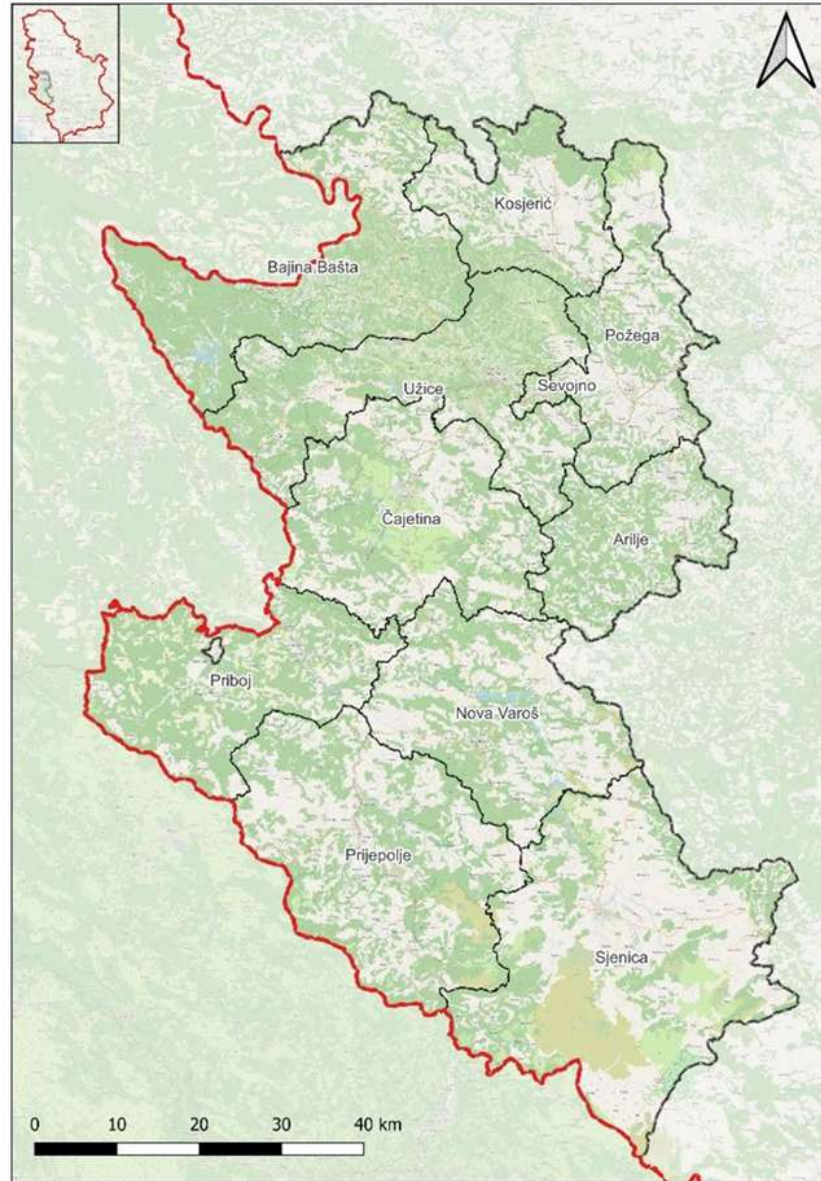 Kosjerić
Bajina Bašta
Požega
Užice
Sevojno
Čajetina
Arilje
Priboj
Nova Varoš
Prijepolje
Sjenica
0 10 20 30 40 km